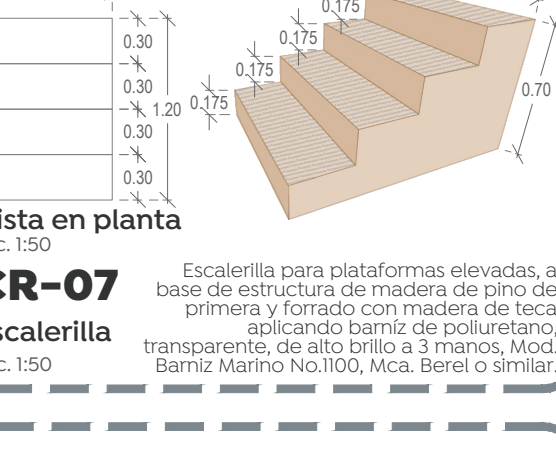 0.30
0.30
0.30
0.30
1.20
0.175
0.175
0.175
0.175
0.70
ista en planta
c. 1:50
CR-07
scalerilla
c. 1:50
Escalerilla para plataformas elevadas, a
base de estructura de madera de pino de
primera y forrado con madera de teca
aplicando barníz de poliuretano,
transparente, de alto brillo a 3 manos, Mod.
Barniz Marino No.1100, Mca. Berel o similar.